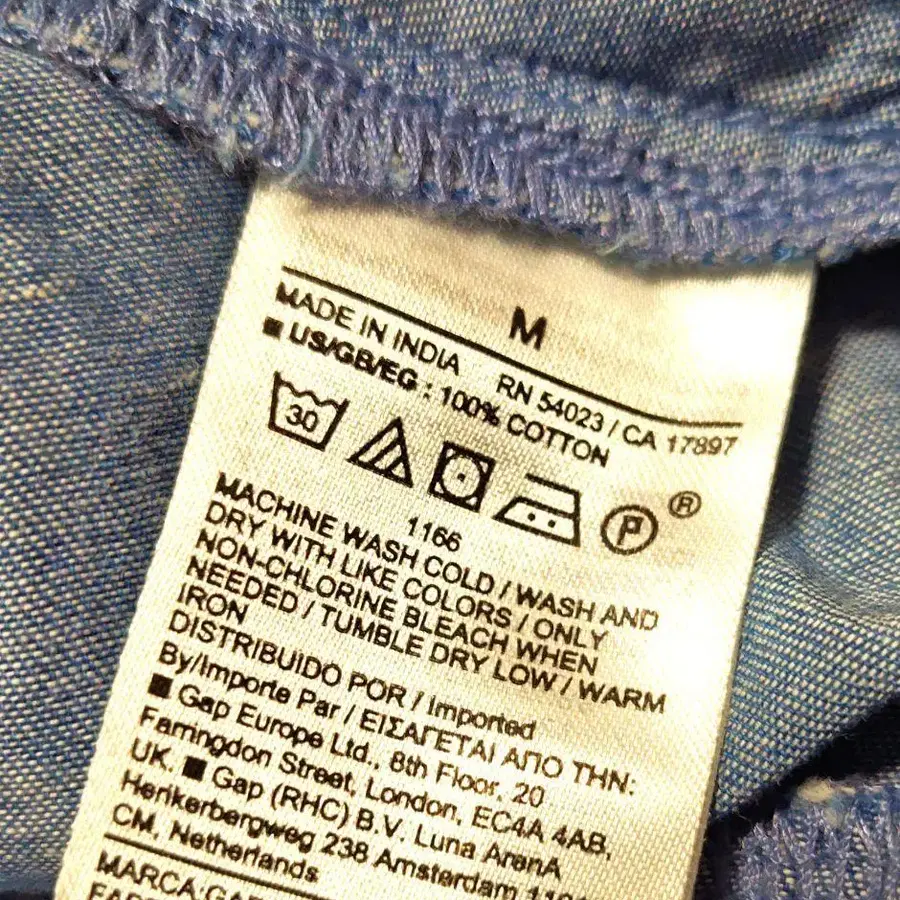 M
MADE IN INDIA RN 54023 / CA 17897
■ US/GB/EG : 100% COTTON
30
P ®
1166
MACHINE WASH COLD / WASH AND
DRY WITH LIKE COLORS / ONLY
NON-CHLORINE BLEACH WHEN
NEEDED / TUMBLE DRY LOW / WARM
IRON
DISTRIBUIDO POR / Imported
By/Importe Par / ΕΙΣΑΓΕΤΑΙ ΑΠΟ ΤΗΝ:
■ Gap Europe Ltd., 8th Floor, 20
Farringdon Street, London, EC4A 4AB,
UK. ■ Gap (RHC) B.V. Luna ArenA
Herikerbergweg 238 Amsterdam
CM, Netherlands